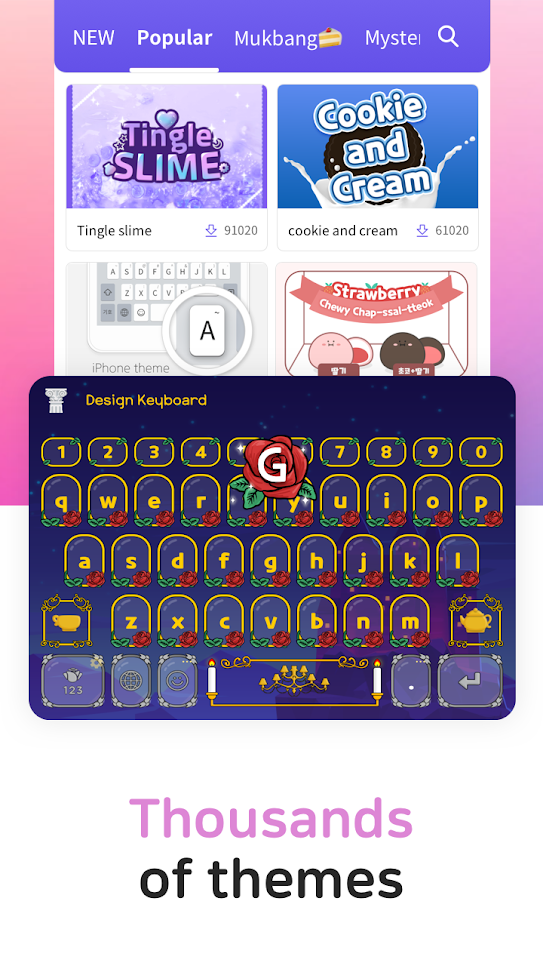 NEW Popular Mukbang🍰 Myste
Tingle
SLIME
Cookie
and
Cream
Tingle slime 91020
cookie and cream 61020
A S D F G H J K L
Z X C V B
A
iPhone theme
Strawberry
Chewy Chap-ssal-tteok
딸기
초코+딸기
Design Keyboard
1 2 3 4 7 8 9 0
G
q w e r y u i o p
a s d f g h j k l
z x c v b n m
123
.
Thousands
of themes